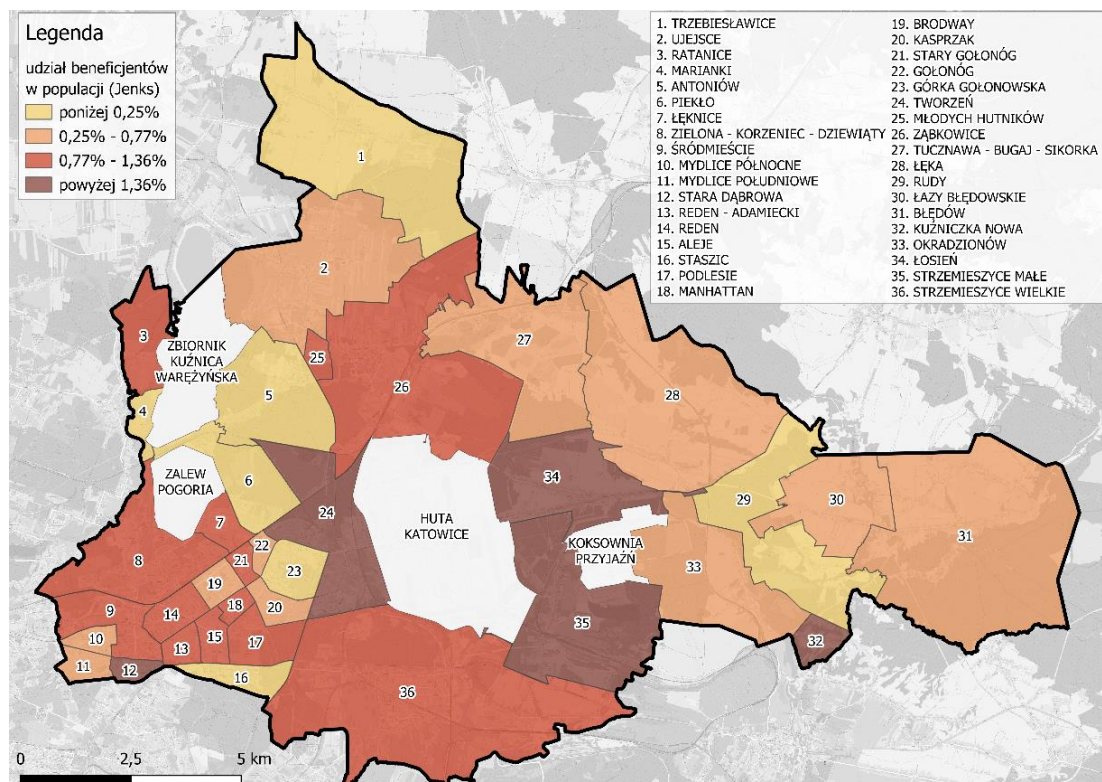 Legenda
udział beneficjentów
w populacji (Jenks)
poniżej 0,25%
0,25% - 0,77%
0,77% - 1,36%
powyżej 1,36%
1. TRZEBIESŁAWICE
2. UJEJSCE
3. RATANICE
4. MARIANKI
5. ANTONIÓW
6. PIEKŁO
7. ŁĘKNICE
8. ZIELONA - KORZENIEC - DZIEWIĄTY
9. ŚRÓDMIEŚCIE
10. MYDLICE PÓŁNOCNE
11. MYDLICE POŁUDNIOWE
12. STARA DĄBROWA
13. REDEN - ADAMIECKI
14. REDEN
15. ALEJE
16. STASZIC
17. PODLESIE
18. MANHATTAN
19. BRODWAY
20. KASPRZAK
21. STARY GOŁONÓG
22. GOŁONÓG
23. GÓRKA GOŁONOWSKA
24. TWORZEŃ
25. MŁODYCH HUTNIKÓW
26. ZĄBKOWICE
27. TUCZNAWA - BUGAJ - SIKORKA
28. ŁĘKA
29. RUDY
30. ŁAZY BŁĘDOWSKIE
31. BŁĘDÓW
32. KUŹNICZKA NOWA
33. OKRADZIONÓW
34. ŁOSIEŃ
35. STRZEMIESZYCE MAŁE
36. STRZEMIESZYCE WIELKIE
1
2
3
ZBIORNIK
KUŹNICA
WARĘŻYŃSKA
25
27
26
28
4
5
ZALEW
POGORIA
6
34
29
30
7
24
HUTA
KATOWICE
KOKSOWNIA
PRZYJAŹŃ
31
8
22
21
23
33
19
18
20
9
14
10
13
15
17
35
32
11
12
16
36
0
2,5
5 km